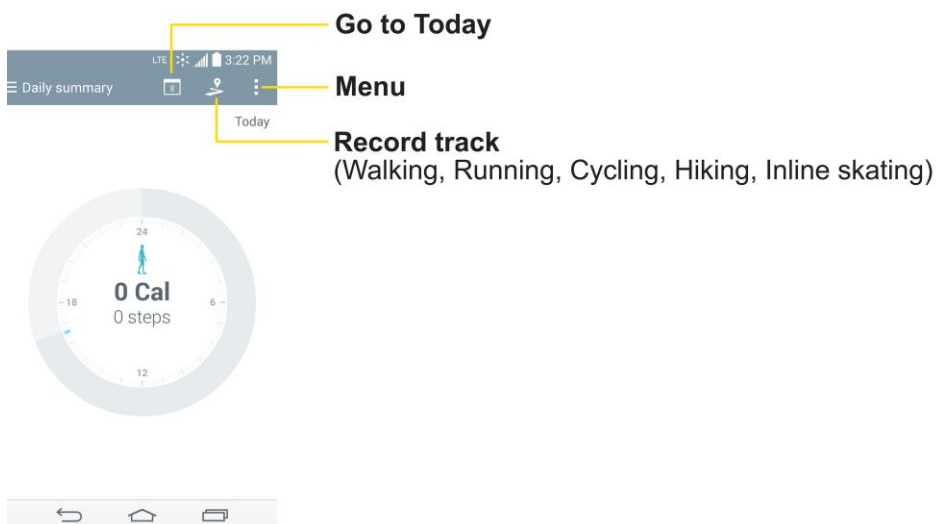 Go to Today
LTE 3:22 PM
Daily summary
8
Menu
Today
Record track
(Walking, Running, Cycling, Hiking, Inline skating)
24
0 Cal
18
6
0 steps
12